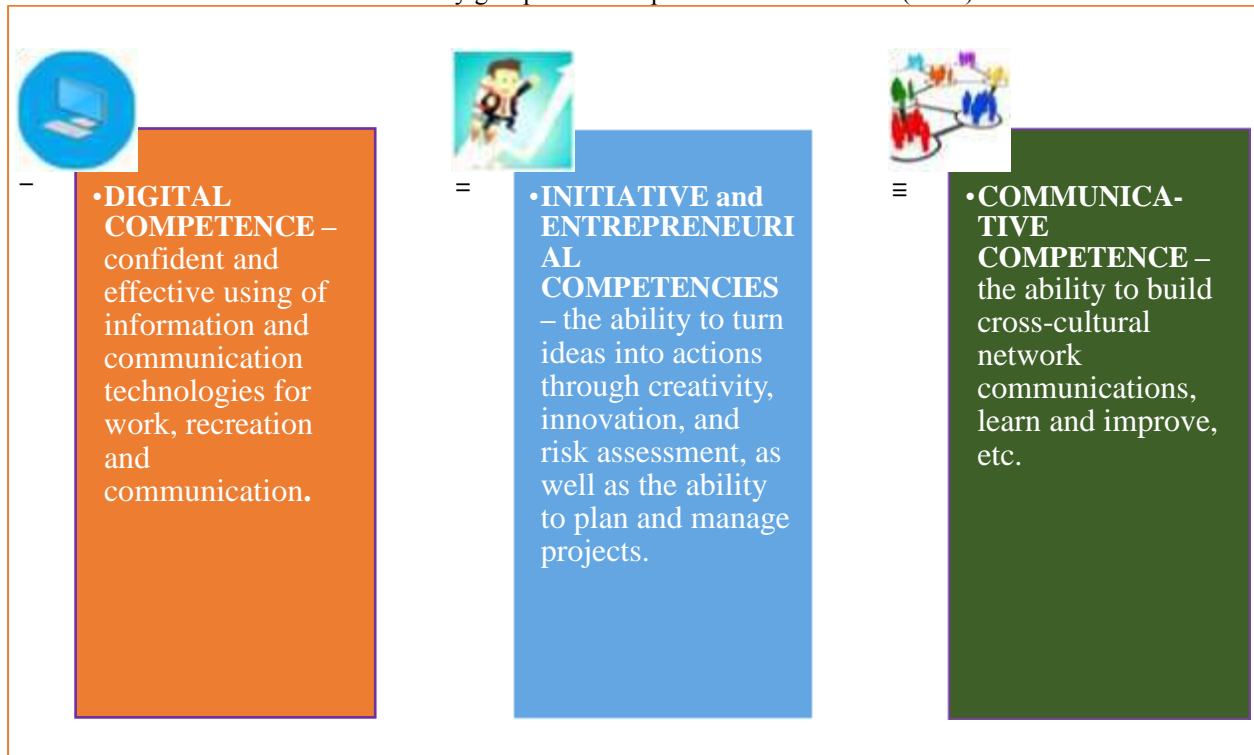 –
•DIGITAL
COMPETENCE –
confident and
effective using of
information and
communication
technologies for
work, recreation
and
communication.
=
•INITIATIVE and
ENTREPRENEURI
AL
COMPETENCIES
– the ability to turn
ideas into actions
through creativity,
innovation, and
risk assessment, as
well as the ability
to plan and manage
projects.
≡
•COMMUNICA-
TIVE
COMPETENCE –
the ability to build
cross-cultural
network
communications,
learn and improve,
etc.